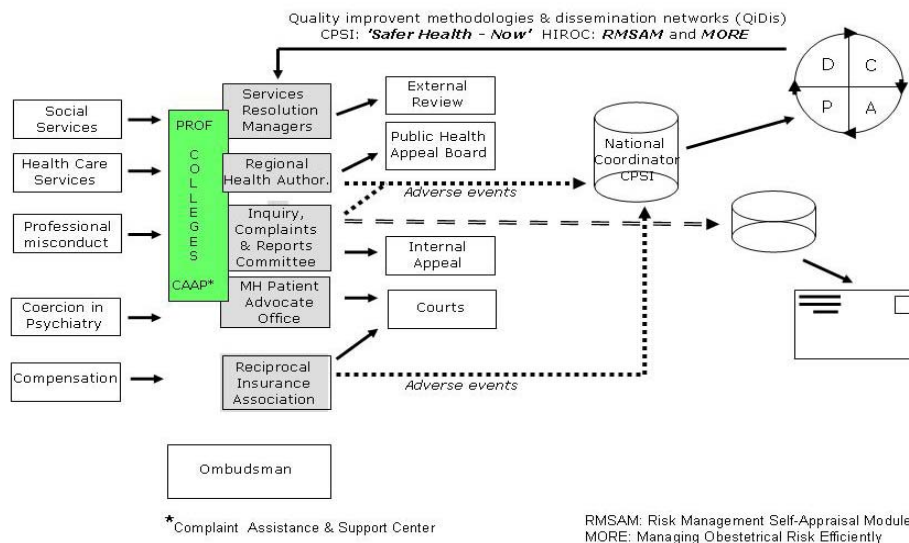 Quality improvent methodologies & dissemination networks (QiDis)
CPSI: 'Safer Health – Now' HIROC: RMSAM and MORE
D C
P A
Social
Services
Health Care
Services
Professional
misconduct
Coercion in
Psychiatry
Compensation
PROF
C
O
L
L
E
G
E
S
CAAP*
Services
Resolution
Managers
Regional
Health Author.
Inquiry,
Complaints
& Reports
Committee
MH Patient
Advocate
Office
Reciprocal
Insurance
Association
External
Review
Public Health
Appeal Board
Adverse events
Internal
Appeal
Courts
Adverse events
National
Coordinator
CPSI
Ombudsman
*Complaint Assistance & Support Center
RMSAM: Risk Management Self-Appraisal Module
MORE: Managing Obestetrical Risk Efficiently